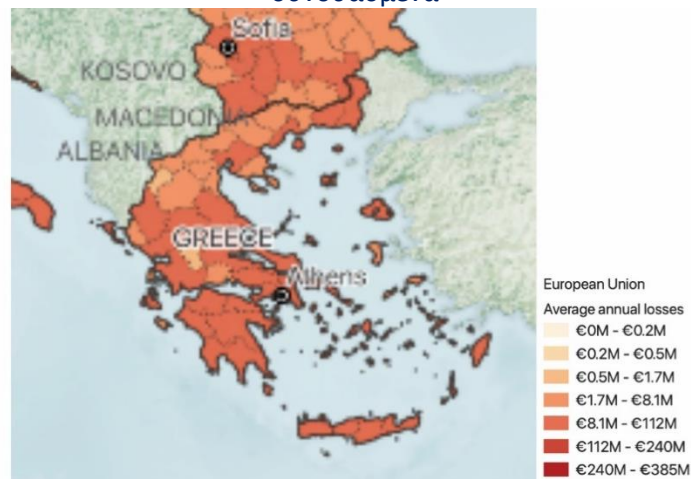 Sofia
KOSOVO
MACEDONIA
ALBANIA
GREECE
Athens
European Union
Average annual losses
€0M - €0.2M
€0.2M - €0.5M
€0.5M - €1.7M
€1.7M - €8.1M
€8.1M - €112M
€112M - €240M
€240M - €385M